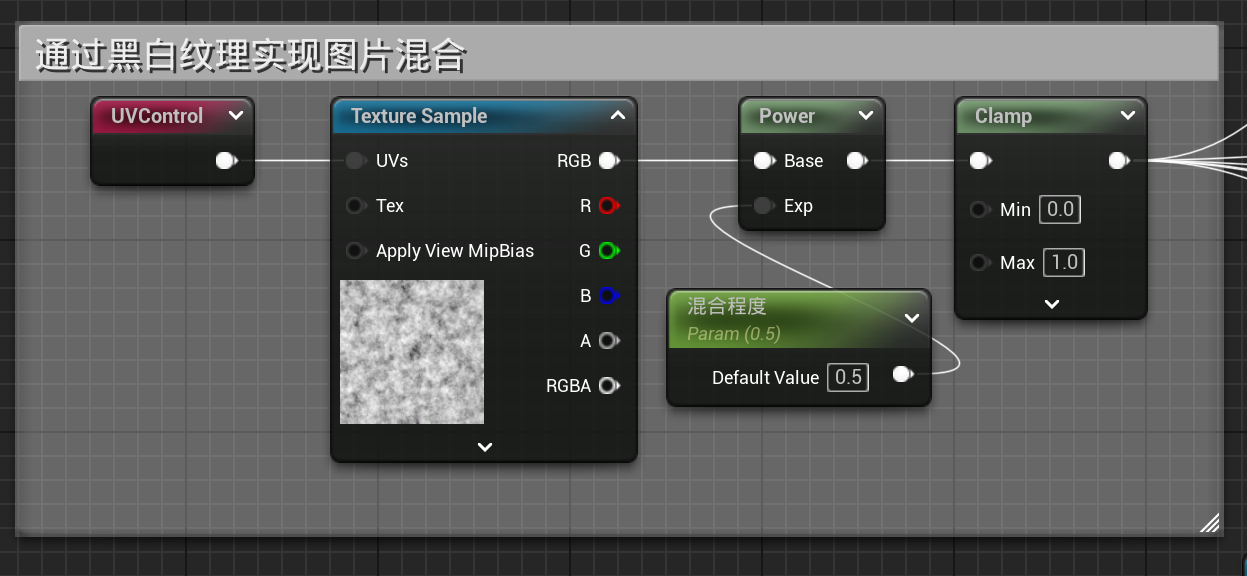 通过黑白纹理实现图片混合
UVControl
Texture Sample
UVs
RGB
Tex
R
Apply View MipBias
G
B
A
RGBA
Power
Base
Exp
混合程度
Param (0.5)
Default Value 0.5
Clamp
Min 0.0
Max 1.0